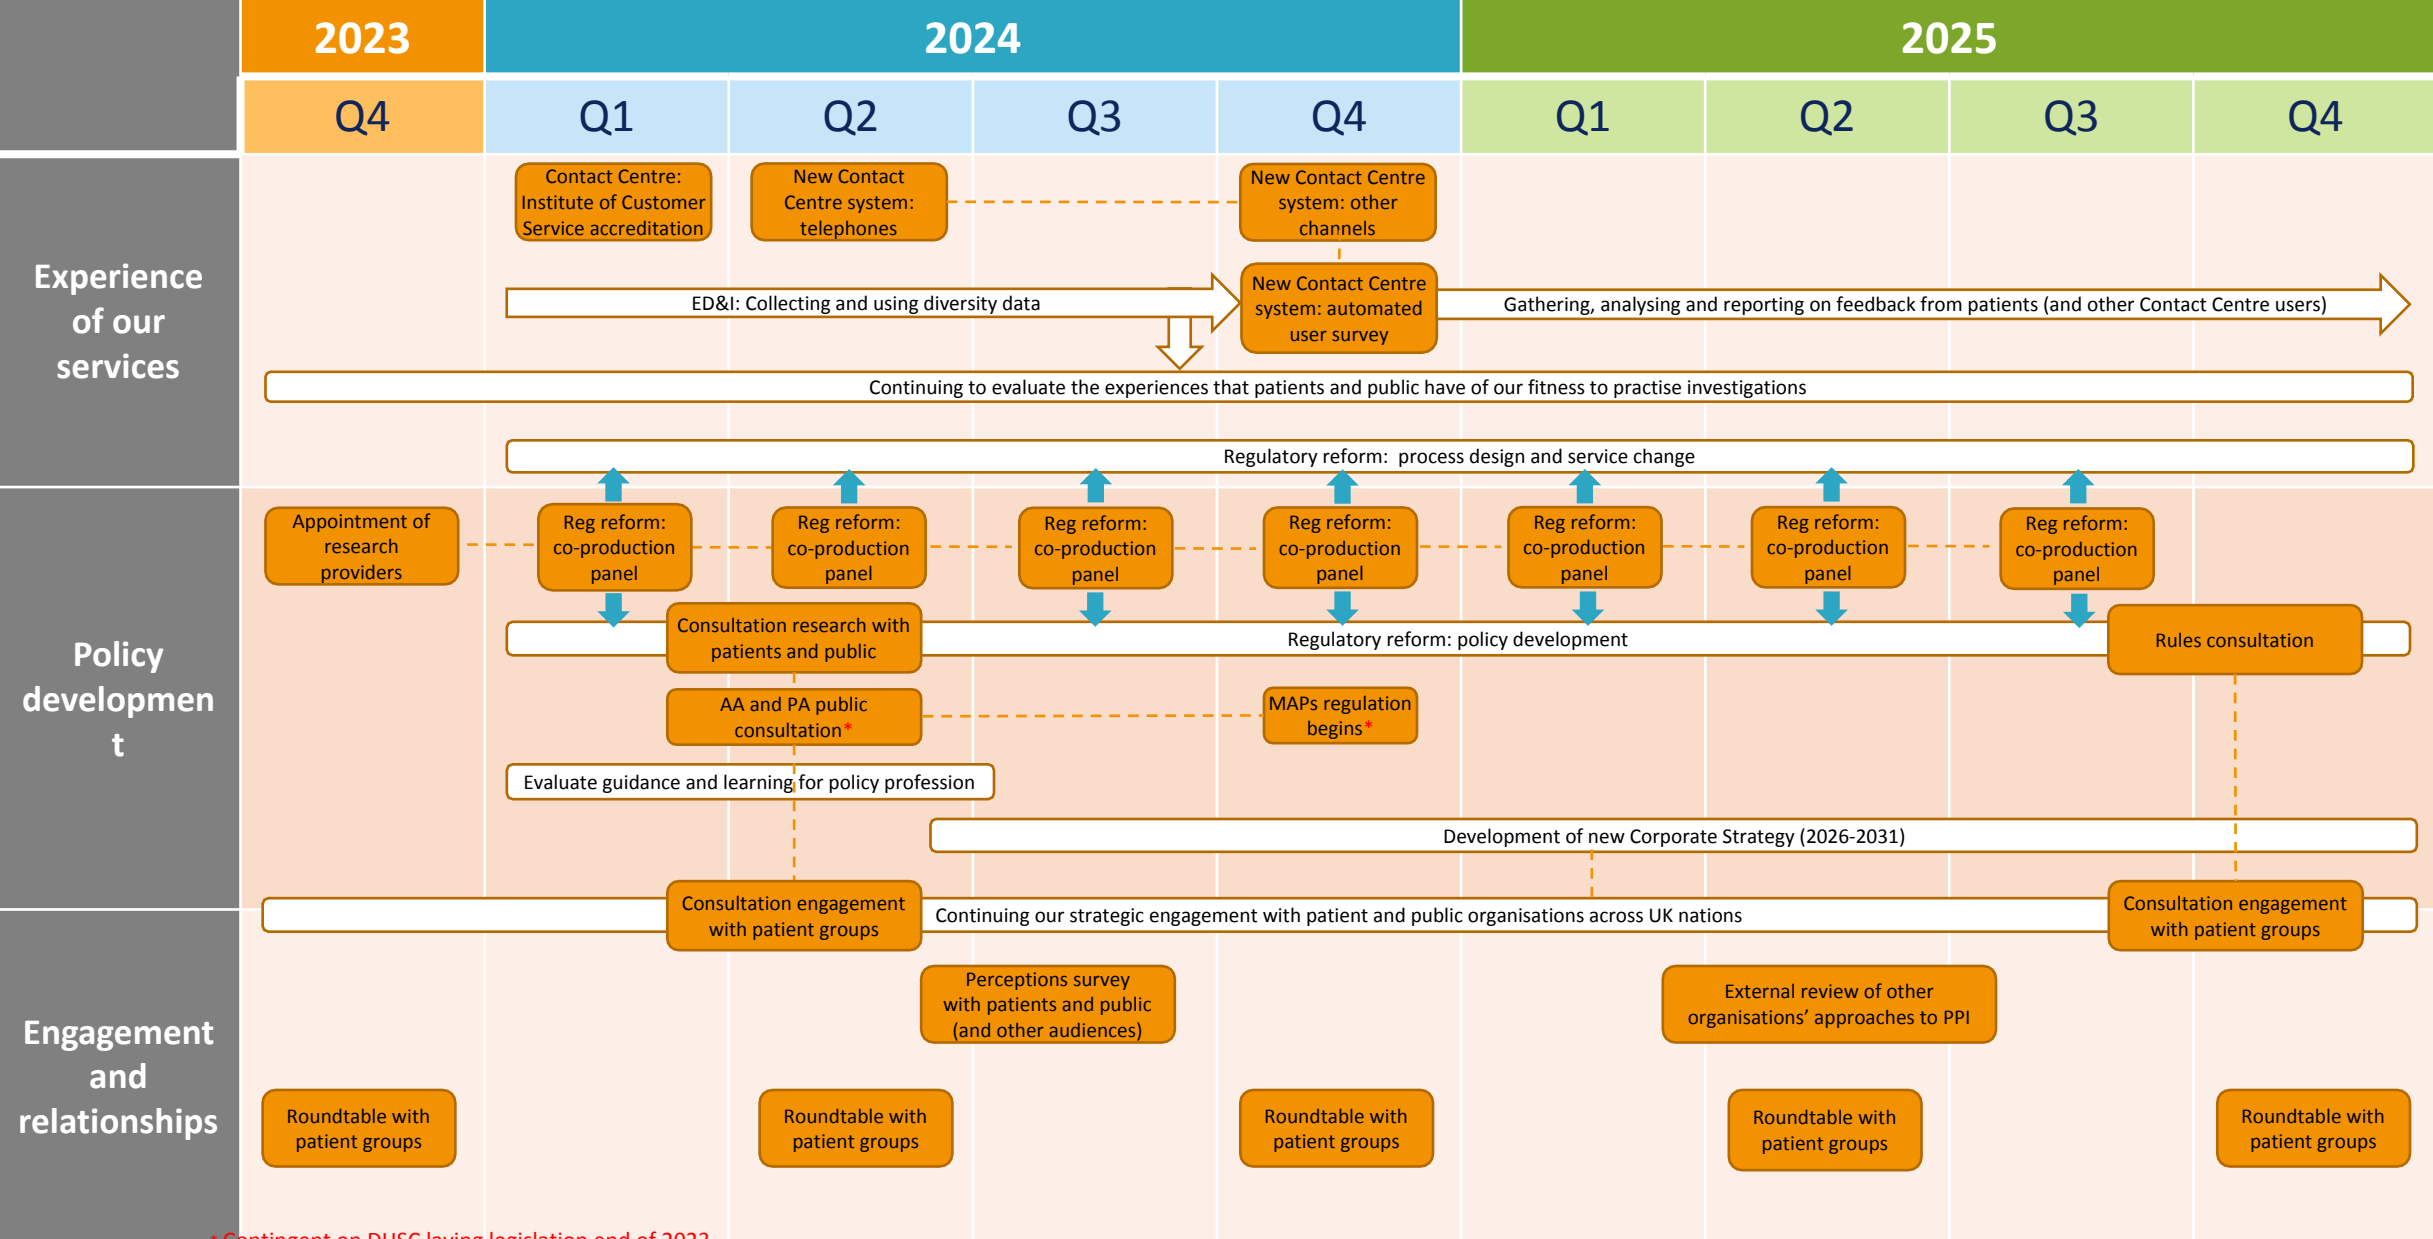 2023
2024
2025
Q4
Q1
Q2
Q3
Q4
Q1
Q2
Q3
Q4
Experience
of our
services
Contact Centre:
Institute of Customer
Service accreditation
New Contact
Centre system:
telephones
New Contact Centre
system: other
channels
ED&I: Collecting and using diversity data
New Contact Centre
system: automated
user survey
Gathering, analysing and reporting on feedback from patients (and other Contact Centre users)
Continuing to evaluate the experiences that patients and public have of our fitness to practise investigations
Regulatory reform: process design and service change
Policy
developmen
t
Appointment of
research
providers
Reg reform:
co-production
panel
Reg reform:
co-production
panel
Reg reform:
co-production
panel
Reg reform:
co-production
panel
Reg reform:
co-production
panel
Reg reform:
co-production
panel
Reg reform:
co-production
panel
Consultation research with
patients and public
Regulatory reform: policy development
Rules consultation
AA and PA public
consultation*
MAPs regulation
begins*
Evaluate guidance and learning for policy profession
Development of new Corporate Strategy (2026-2031)
Consultation engagement
with patient groups
Continuing our strategic engagement with patient and public organisations across UK nations
Consultation engagement
with patient groups
Engagement
and
relationships
Perceptions survey
with patients and public
(and other audiences)
External review of other
organisations’ approaches to PPI
Roundtable with
patient groups
Roundtable with
patient groups
Roundtable with
patient groups
Roundtable with
patient groups
Roundtable with
patient groups
* Contingent on DHSC laying legislation end of 2023